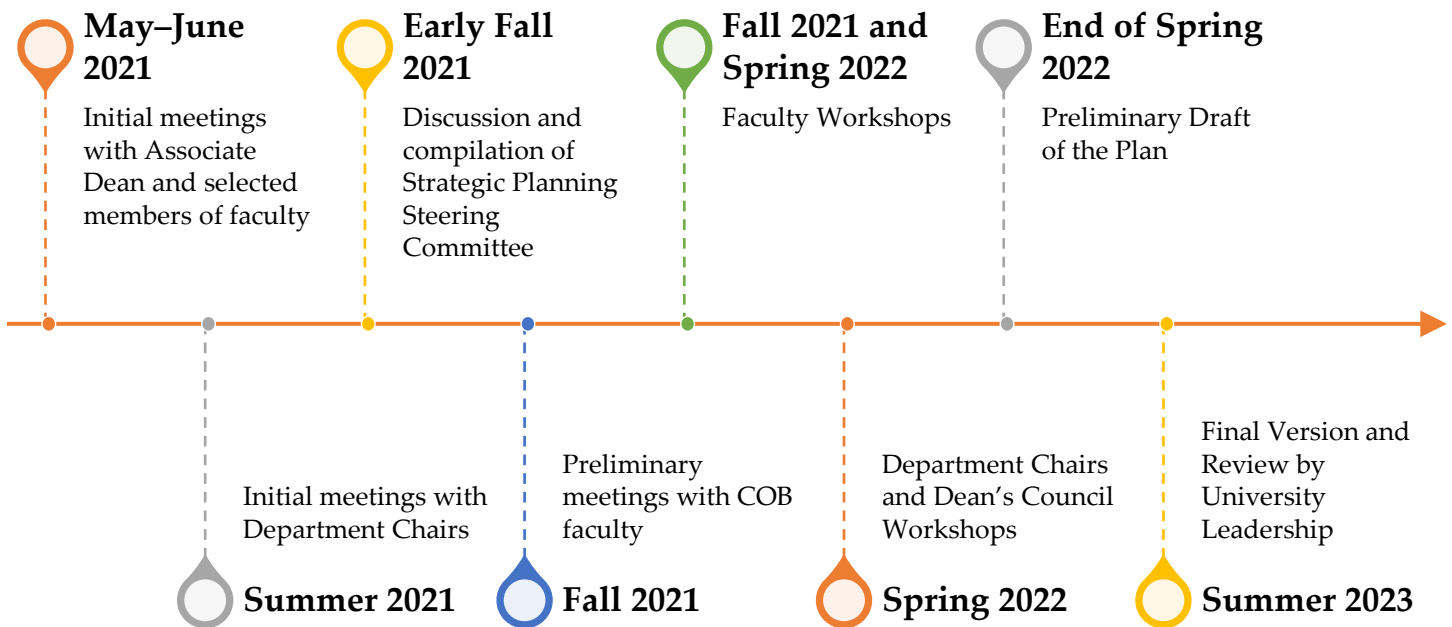 May–June
2021
Initial meetings
with Associate
Dean and selected
members of faculty
Early Fall
2021
Discussion and
compilation of
Strategic Planning
Steering
Committee
Fall 2021 and
Spring 2022
Faculty Workshops
End of Spring
2022
Preliminary Draft
of the Plan
Initial meetings with
Department Chairs
Summer 2021
Preliminary
meetings with COB
faculty
Fall 2021
Department Chairs
and Dean’s Council
Workshops
Spring 2022
Final Version and
Review by
University
Leadership
Summer 2023